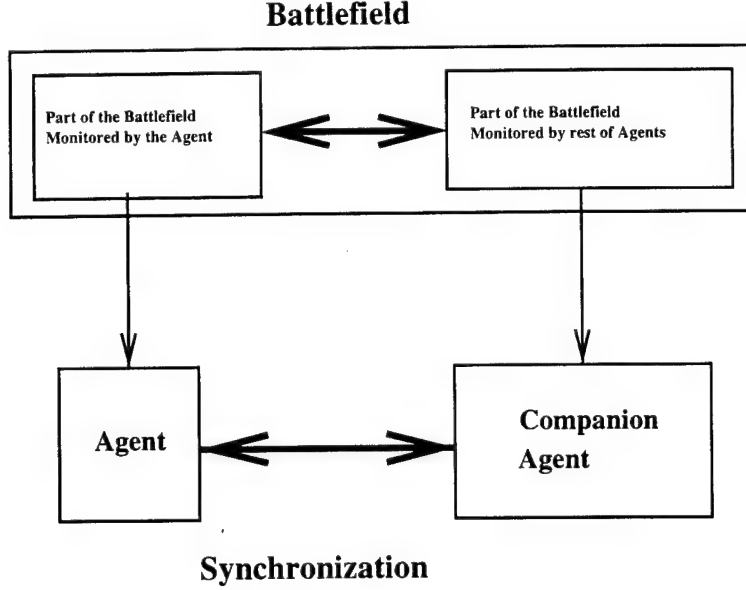 Battlefield
Part of the Battlefield
Monitored by the Agent
Part of the Battlefield
Monitored by rest of Agents
Agent
Companion
Agent
Synchronization